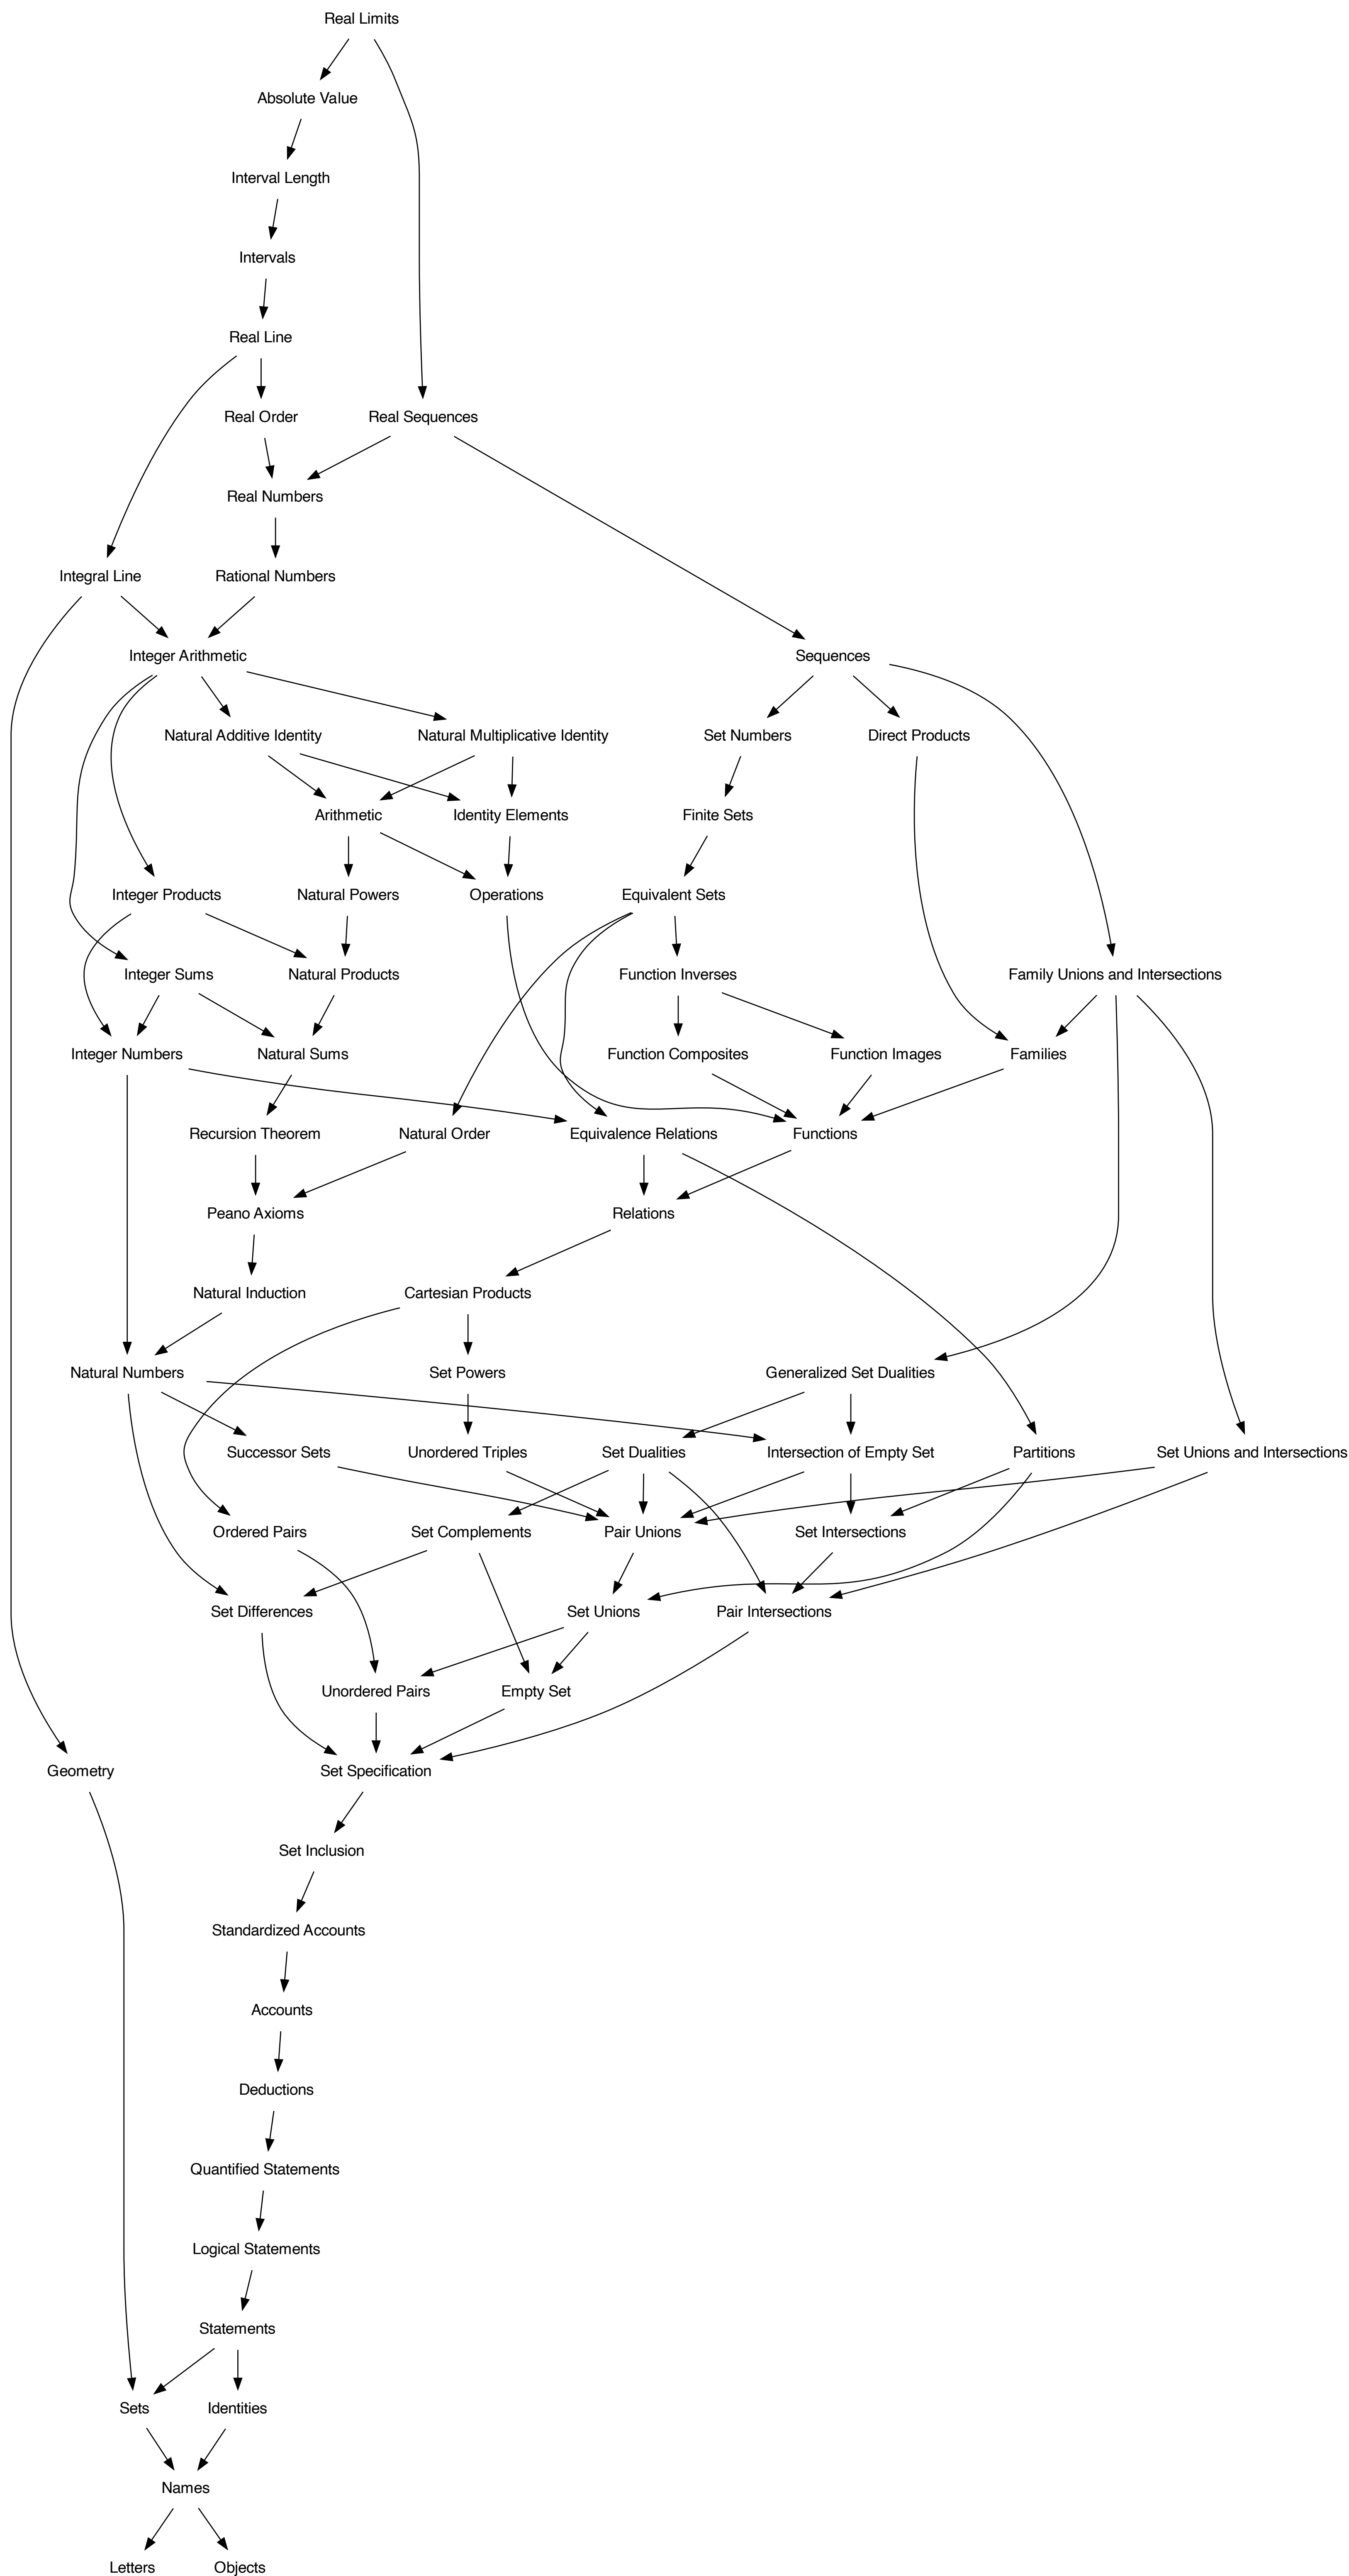 Real Limits
Absolute Value
Interval Length
Intervals
Real Line
Real Order
Real Sequences
Real Numbers
Integral Line
Rational Numbers
Integer Arithmetic
Sequences
Natural Additive Identity
Natural Multiplicative Identity
Set Numbers
Direct Products
Arithmetic
Identity Elements
Finite Sets
Integer Products
Natural Powers
Operations
Equivalent Sets
Integer Sums
Natural Products
Function Inverses
Family Unions and Intersections
Integer Numbers
Natural Sums
Function Composites
Function Images
Families
Recursion Theorem
Natural Order
Equivalence Relations
Functions
Peano Axioms
Relations
Natural Induction
Cartesian Products
Natural Numbers
Set Powers
Generalized Set Dualities
Successor Sets
Unordered Triples
Set Dualities
Intersection of Empty Set
Partitions
Set Unions and Intersections
Ordered Pairs
Set Complements
Pair Unions
Set Intersections
Set Differences
Set Unions
Pair Intersections
Unordered Pairs
Empty Set
Geometry
Set Specification
Set Inclusion
Standardized Accounts
Accounts
Deductions
Quantified Statements
Logical Statements
Statements
Sets
Identities
Names
Letters
Objects